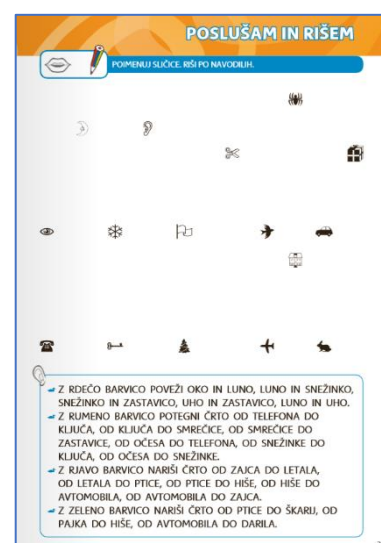 POSLUŠAM IN RIŠEM
POIMENUJ SLIČICE. RIŠI PO NAVODILIH.
Z RDEČO BARVICO POVEŽI OKO IN LUNO, LUNO IN SNEŽINKO,
SNEŽINKO IN ZASTAVICO, UHO IN ZASTAVICO, LUNO IN UHO.
Z RUMENO BARVICO POTEGNI ČRTO OD TELEFONA DO
KLJUČA, OD KLJUČA DO SMREČICE, OD SMREČICE DO
ZASTAVICE, OD OČESA DO TELEFONA, OD SNEŽINKE DO
KLJUČA, OD OČESA DO SNEŽINKE.
Z RJAVO BARVICO NARIŠI ČRTO OD ZAJCA DO LETALA,
OD LETALA DO PTICE, OD PTICE DO HIŠE, OD HIŠE DO
AVTOMOBILA, OD AVTOMOBILA DO ZAJCA.
Z ZELENO BARVICO NARIŠI ČRTO OD PTICE DO ŠKARIJ, OD
PAJKA DO HIŠE, OD AVTOMOBILA DO DARILA.